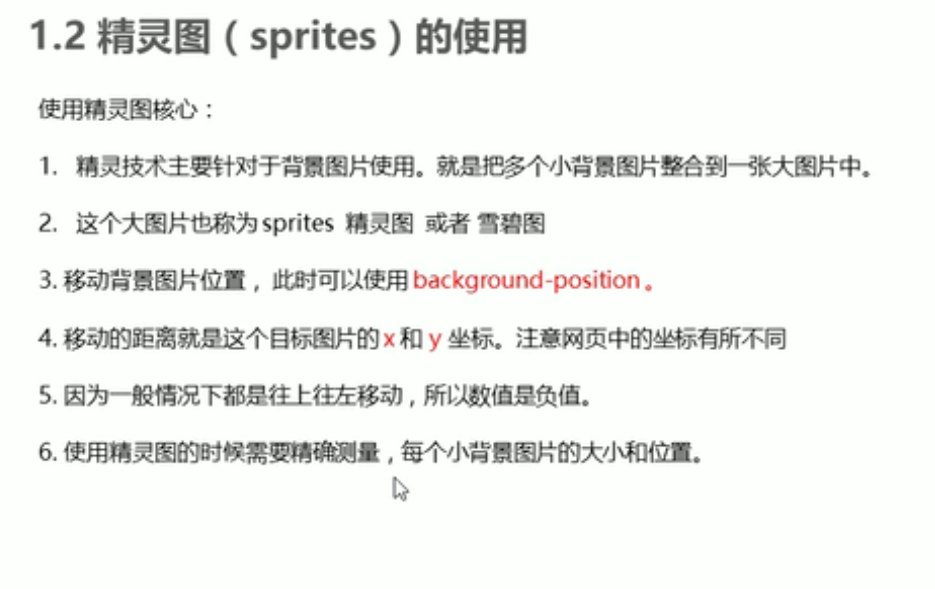 1.2 精灵图（sprites）的使用
使用精灵图核心：
1. 精灵技术主要针对于背景图片使用。就是把多个小背景图片整合到一张大图片中。
2. 这个大图片也称为 sprites 精灵图 或者 雪碧图
3. 移动背景图片位置， 此时可以使用 background-position 。
4. 移动的距离就是这个目标图片的 x 和 y 坐标。注意网页中的坐标有所不同
5. 因为一般情况下都是往上往左移动，所以数值是负值。
6. 使用精灵图的时候需要精确测量，每个小背景图片的大小和位置。